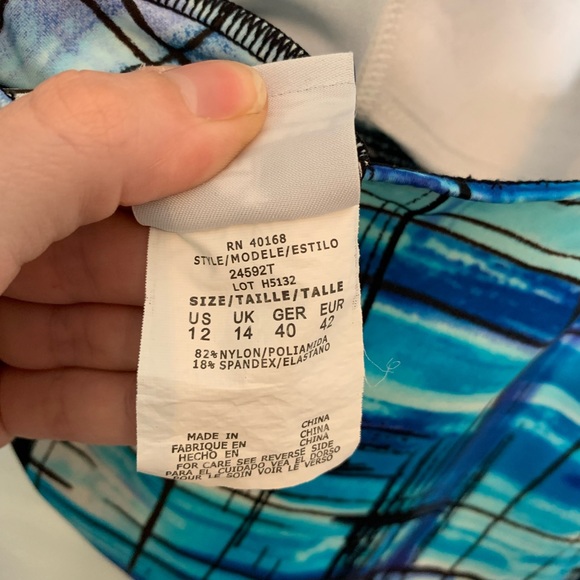 RN 40168
STYLE/MODELE/ESTILO
24592T
LOT H5132
SIZE/TAILLE/TALLE
US UK GER EUR
12 14 40 42
82%NYLON/POLIAMIDA
18%SPANDEX/ELASTANO
MADE IN CHINA
FABRIQUE EN CHINA
HECHO EN CHINA
FOR CARE SEE REVERSE SIDE
PARA EL CUIDADO VEA EL DORSO
LE SOIN VOIR LE VERSO